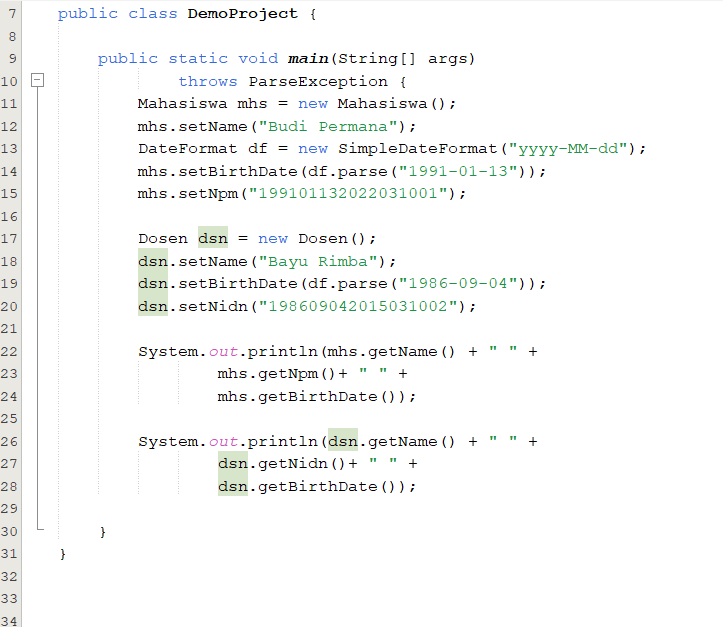 7 public class DemoProject {
8
9 public static void main(String[] args)
10 throws ParseException {
11 Mahasiswa mhs = new Mahasiswa();
12 mhs.setName("Budi Permana");
13 DateFormat df = new SimpleDateFormat("yyyy-MM-dd");
14 mhs.setBirthDate(df.parse("1991-01-13"));
15 mhs.setNpm("199101132022031001");
16
17 Dosen dsn = new Dosen();
18 dsn.setName("Bayu Rimba");
19 dsn.setBirthDate(df.parse("1986-09-04"));
20 dsn.setNidn("198609042015031002");
21
22 System.out.println(mhs.getName() + " " +
23 mhs.getNpm()+ " " +
24 mhs.getBirthDate());
25
26 System.out.println(dsn.getName() + " " +
27 dsn.getNidn()+ " " +
28 dsn.getBirthDate());
29
30 }
31 }
32
33
34